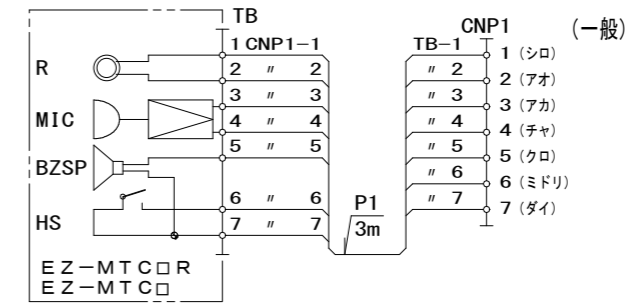 TB
CNP1 (一般)
1 CNP1-1 TB-1 1 (シロ)
R 2 〃 2 〃 2 2 (アオ)
3 〃 3 〃 3 3 (アカ)
MIC 4 〃 4 〃 4 4 (チャ)
5 〃 5 〃 5 5 (クロ)
BZSP 〃 6 6 (ミドリ)
6 〃 6 P1 〃 7 7 (ダイ)
HS 7 〃 7 3m
EZ-MTC□R
EZ-MTC□